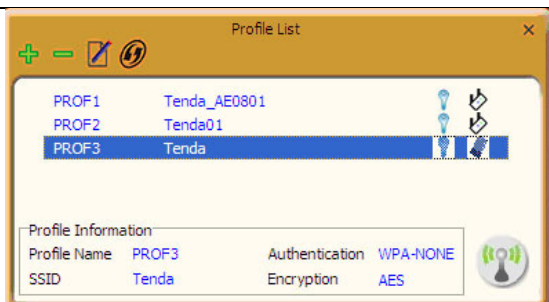 Profile List
PROF1 Tenda_AE0801
PROF2 Tenda01
PROF3 Tenda
Profile Information
Profile Name PROF3 Authentication WPA-NONE
SSID Tenda Encryption AES